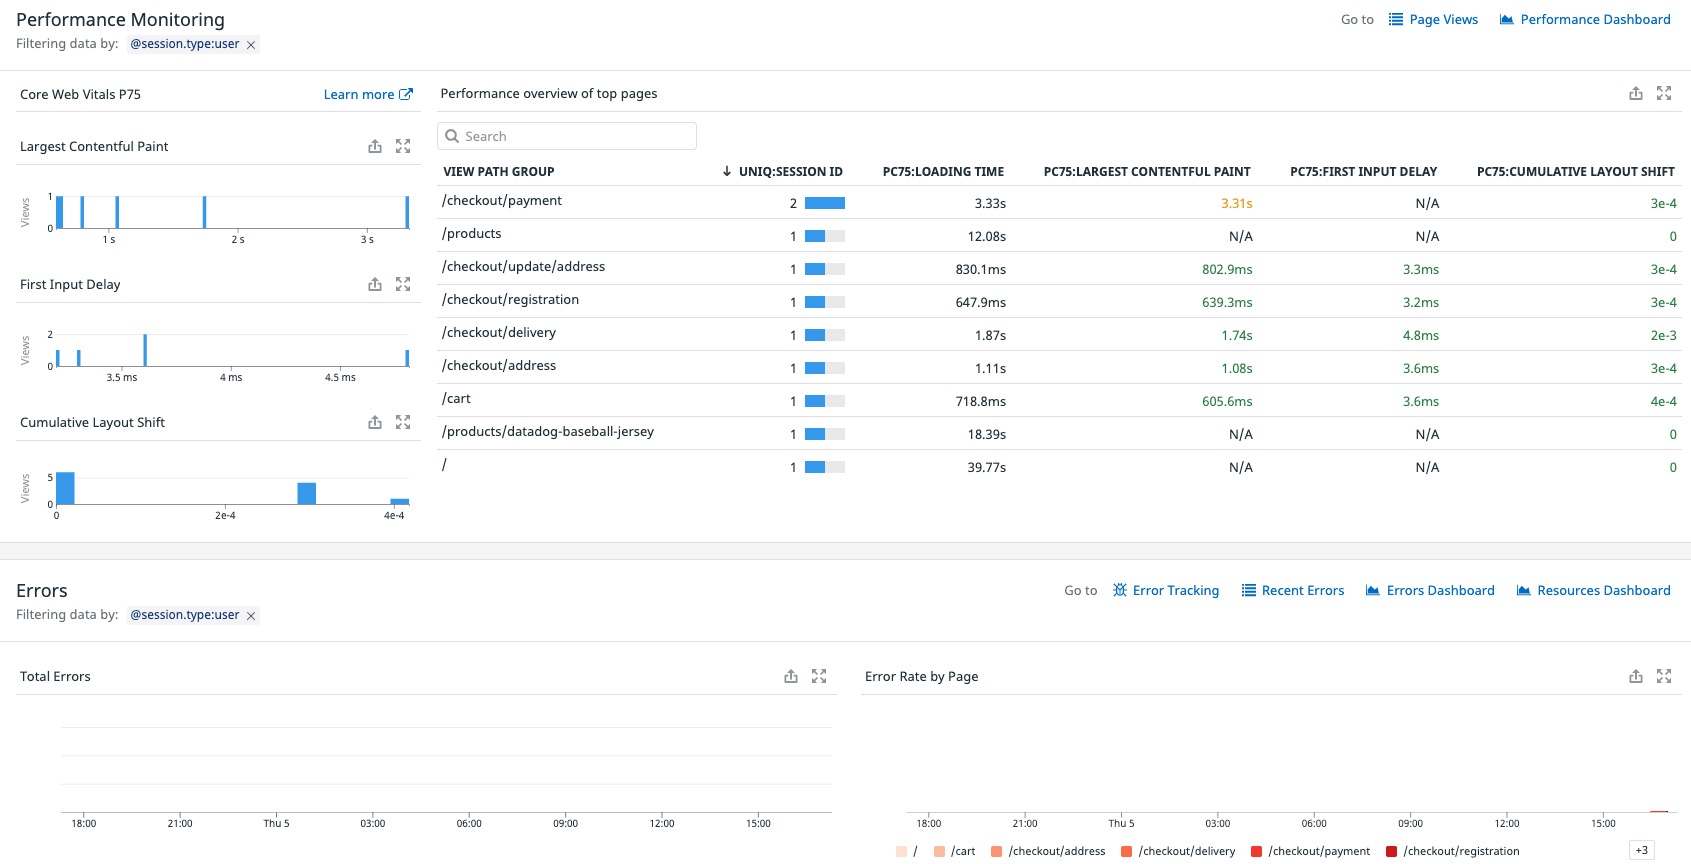 Performance Monitoring
Go to Page Views Performance Dashboard
Filtering data by: @session.type:user ×
Core Web Vitals P75 Learn more
Performance overview of top pages
Search
Largest Contentful Paint
Views
1
0
1 s 2 s 3 s
First Input Delay
Views
2
0
3.5 ms 4 ms 4.5 ms
Cumulative Layout Shift
Views
5
0
0 2e-4 4e-4
VIEW PATH GROUP ↓ UNIQ:SESSION ID PC75:LOADING TIME PC75:LARGEST CONTENTFUL PAINT PC75:FIRST INPUT DELAY PC75:CUMULATIVE LAYOUT SHIFT
/checkout/payment 2 3.33s 3.31s N/A 3e-4
/products 1 12.08s N/A N/A 0
/checkout/update/address 1 830.1ms 802.9ms 3.3ms 3e-4
/checkout/registration 1 647.9ms 639.3ms 3.2ms 3e-4
/checkout/delivery 1 1.87s 1.74s 4.8ms 2e-3
/checkout/address 1 1.11s 1.08s 3.6ms 3e-4
/cart 1 718.8ms 605.6ms 3.6ms 4e-4
/products/datadog-baseball-jersey 1 18.39s N/A N/A 0
/ 1 39.77s N/A N/A 0
Errors
Go to Error Tracking Recent Errors Errors Dashboard Resources Dashboard
Filtering data by: @session.type:user ×
Total Errors
18:00 21:00 Thu 5 03:00 06:00 09:00 12:00 15:00
Error Rate by Page
18:00 21:00 Thu 5 03:00 06:00 09:00 12:00 15:00
/ /cart /checkout/address /checkout/delivery /checkout/payment /checkout/registration +3